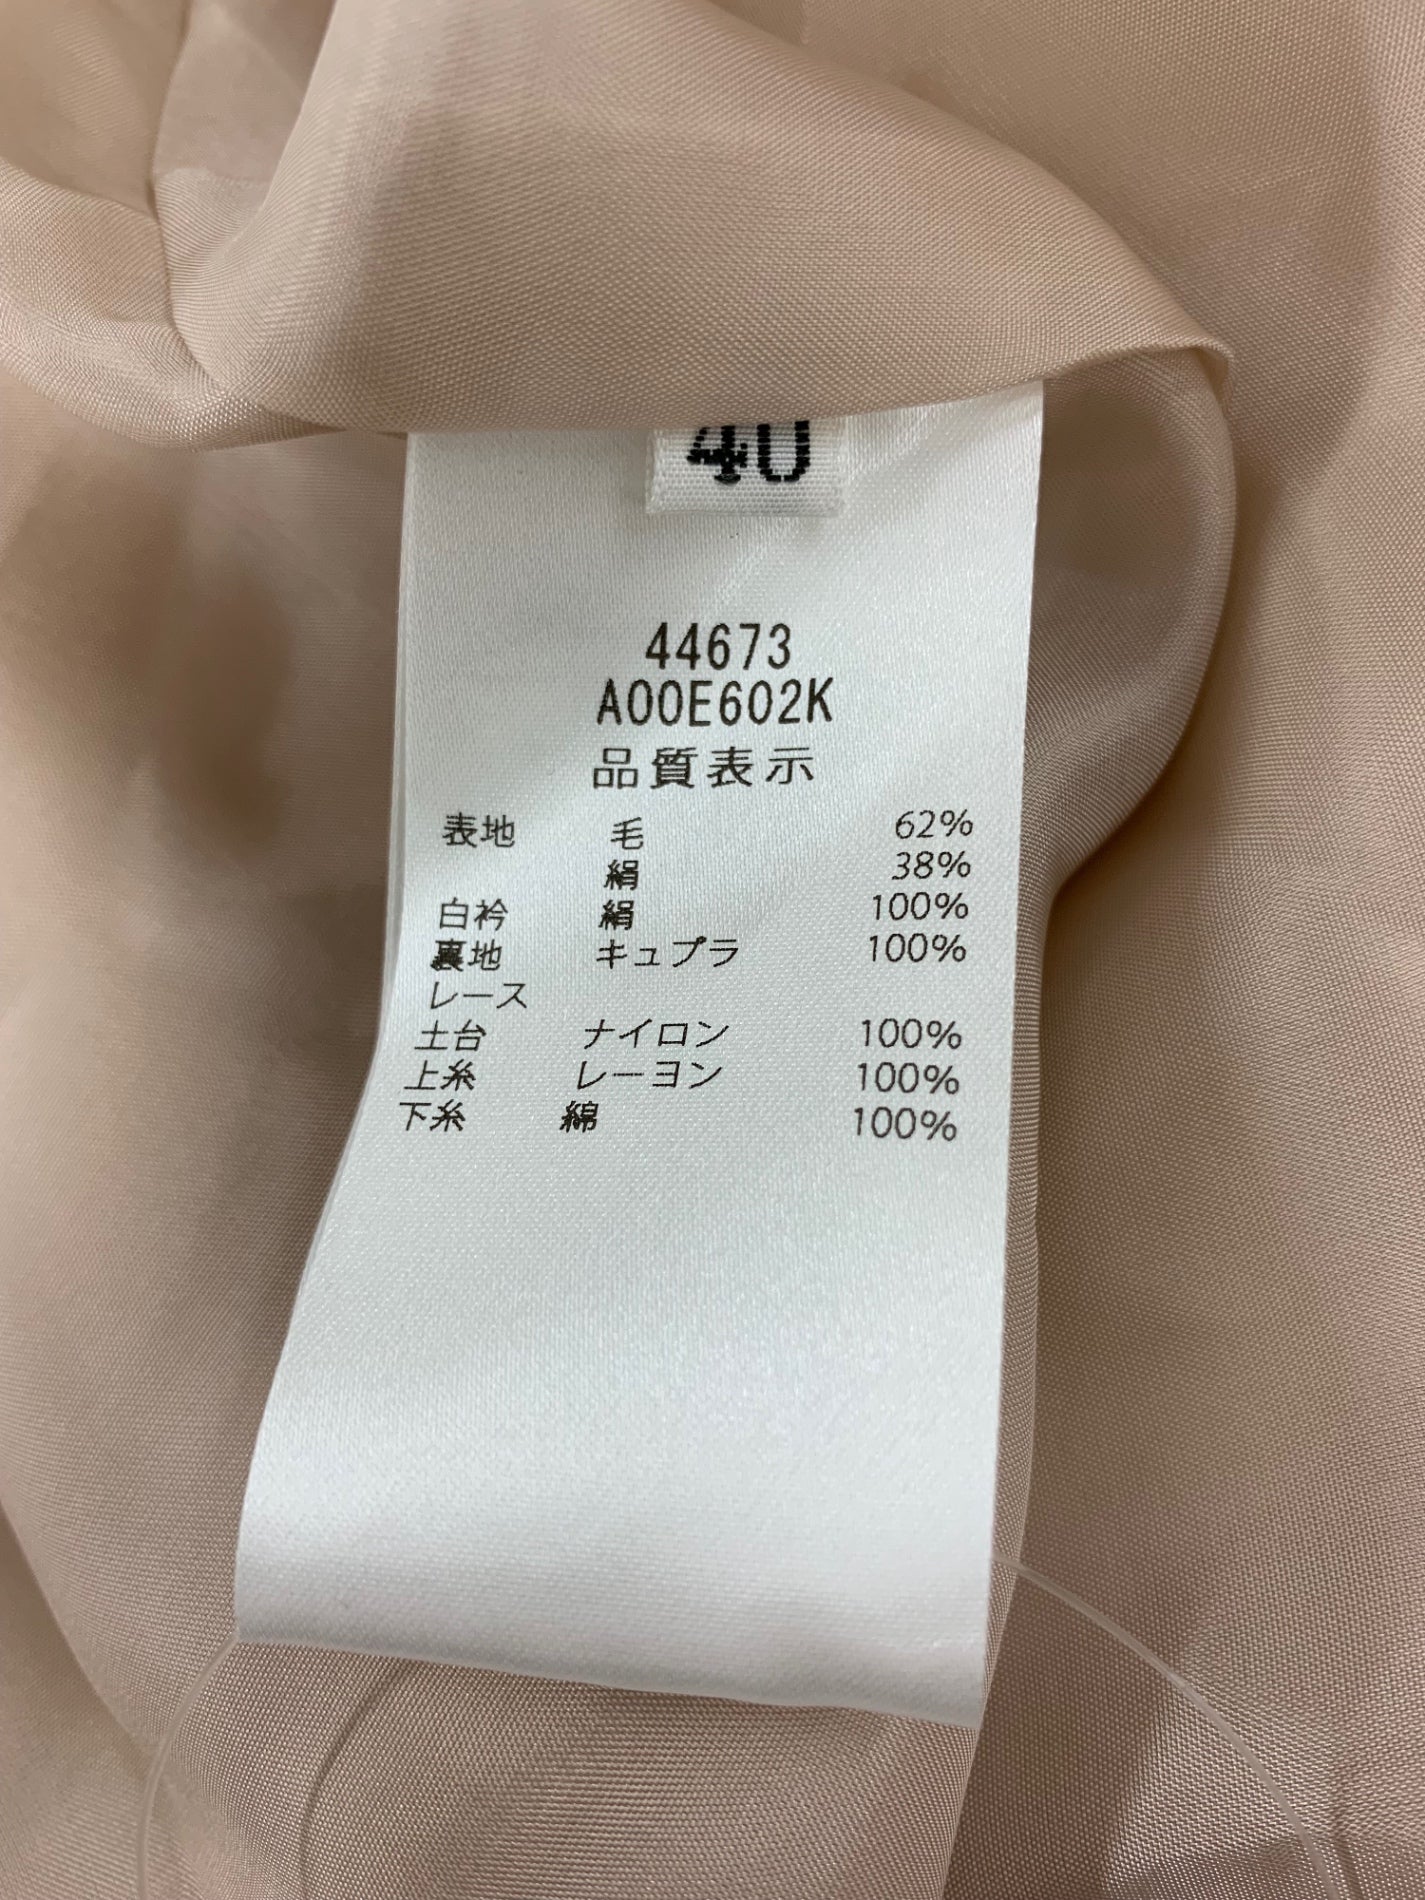 40
44673
A00E602K
品質表示
表地 毛 62%
絹 38%
白衿 絹 100%
裏地 キュプラ 100%
レース
土台 ナイロン 100%
上糸 レーヨン 100%
下糸 綿 100%